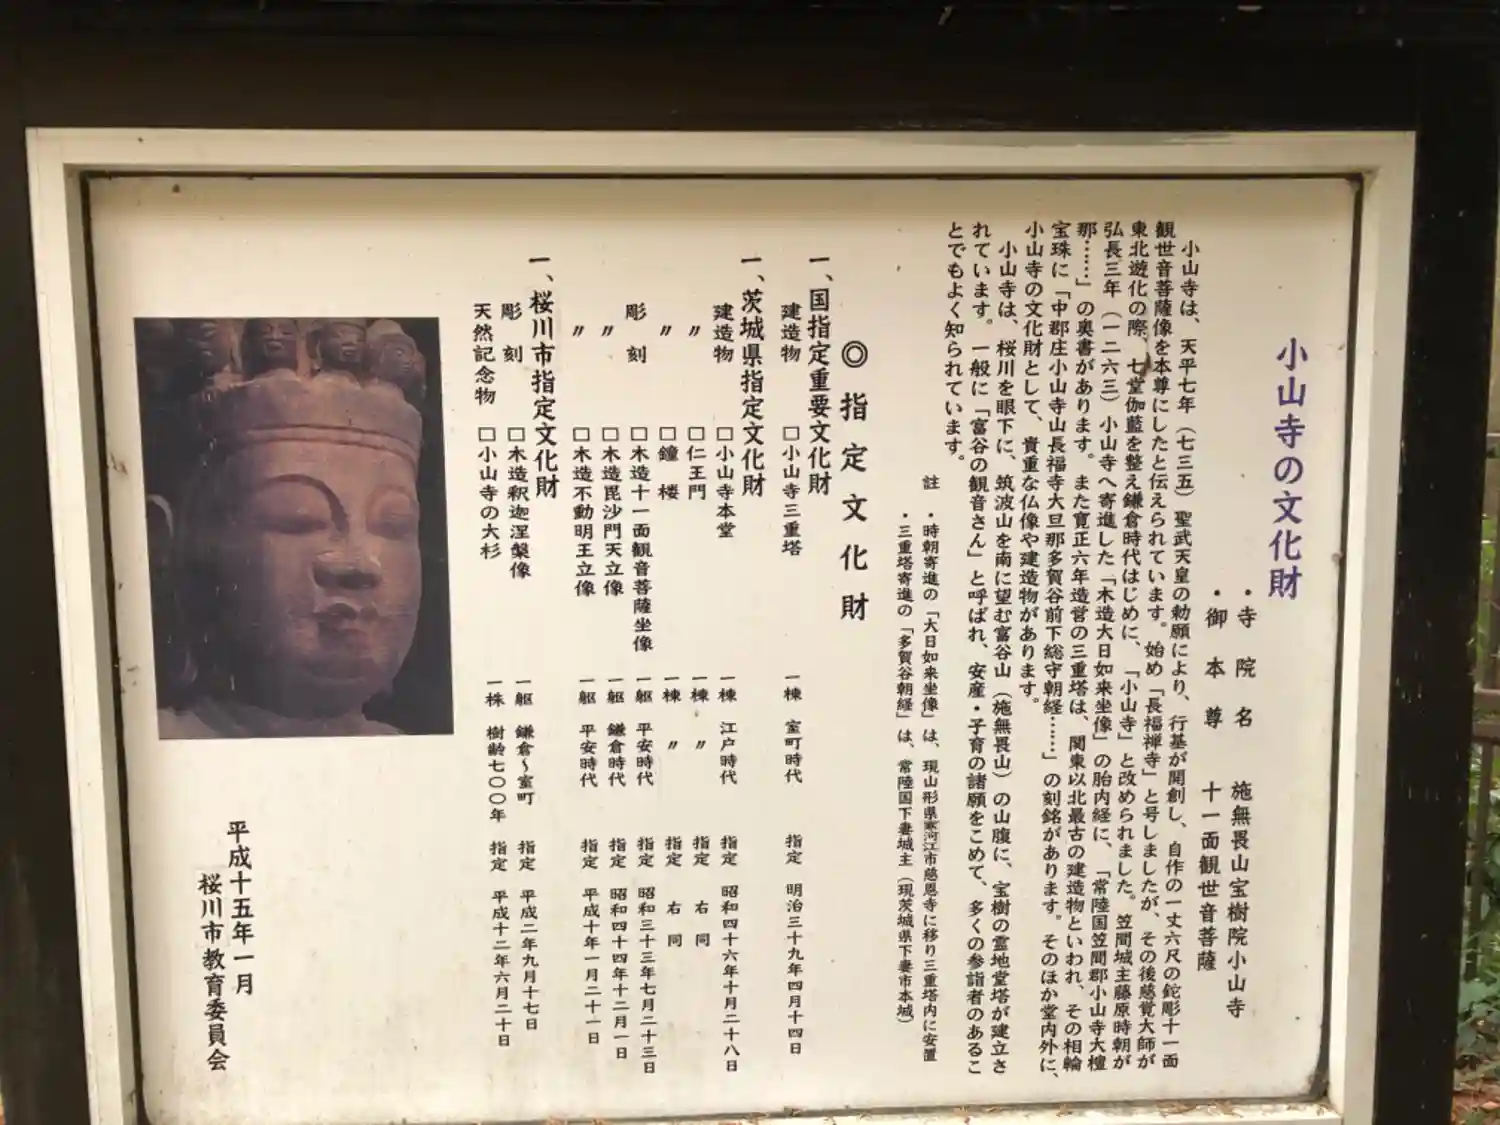 小山寺の文化財
・寺院名 施無畏山宝樹院小山寺
・御本尊 十一面観世音菩薩
小山寺は、天平七年（七三五）聖武天皇の勅願により、行基が開創し、自作の一丈六尺の鉈彫十一面
観世音菩薩像を本尊にしたと伝えられています。始め「長福禅寺」と号しましたが、その後慈覚大師が
東北遊化の際、七堂伽藍を整え鎌倉時代はじめに、「小山寺」と改められました。笠間城主藤原時朝が
弘長三年（一二六三）小山寺へ寄進した「木造大日如来坐像」の胎内経に、「常陸国笠間郡小山寺大檀
那……」の奥書があります。また寛正六年造営の三重塔は、関東以北最古の建造物といわれ、その相輪
宝珠に「中郡庄小山寺山長福寺大旦那多賀谷前下総守朝経……」の刻銘があります。そのほか堂内外に、
小山寺の文化財として、貴重な仏像や建造物があります。
小山寺は、桜川を眼下に、筑波山を南に望む富谷山（施無畏山）の山腹に、宝樹の霊地堂塔が建立さ
れています。一般に「富谷の観音さん」と呼ばれ、安産・子育の諸願をこめて、多くの参詣者のあるこ
とでもよく知られています。
註 ・時朝寄進の「大日如来坐像」は、現山形県寒河江市慈恩寺に移り三重塔内に安置
・三重塔寄進の「多賀谷朝経」は、常陸国下妻城主（現茨城県下妻市本城）
◎指定文化財
一、国指定重要文化財
建造物 □小山寺三重塔 一棟 室町時代 指定 明治三十九年四月十四日
一、茨城県指定文化財
建造物 □小山寺本堂 一棟 江戸時代 指定 昭和四十六年十月二十八日
〃 □仁王門 一棟 〃 指定 右同
〃 □鐘楼 一棟 〃 指定 右同
彫刻 □木造十一面観音菩薩坐像 一躯 平安時代 指定 昭和三十三年七月二十三日
〃 □木造毘沙門天立像 一躯 鎌倉時代 指定 昭和四十四年十二月一日
〃 □木造不動明王立像 一躯 平安時代 指定 平成十年一月二十一日
一、桜川市指定文化財
彫刻 □木造釈迦涅槃像 一躯 鎌倉～室町 指定 平成二年九月十七日
天然記念物 □小山寺の大杉 一株 樹齢七〇〇年 指定 平成十二年六月二十日
平成十五年一月
桜川市教育委員会